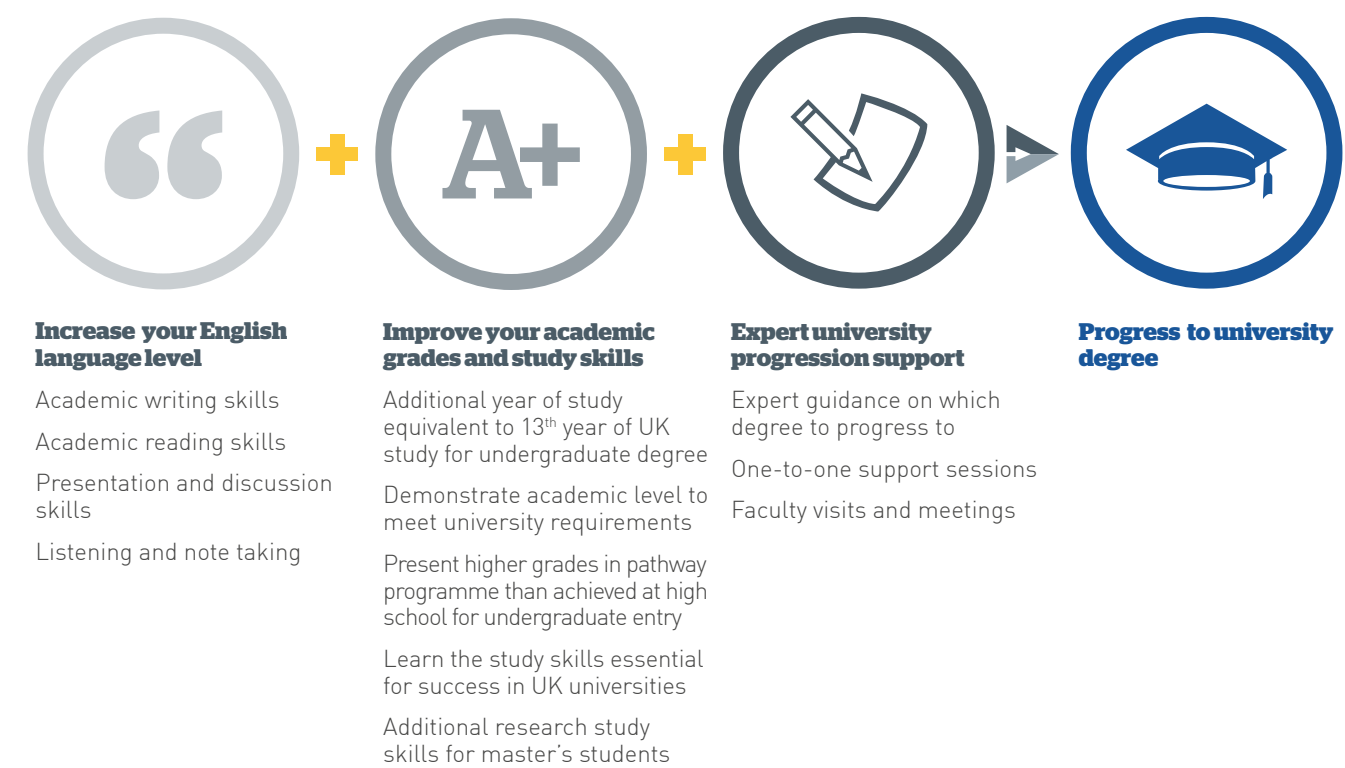 “
A+
Increase your English
language level
Academic writing skills
Academic reading skills
Presentation and discussion
skills
Listening and note taking
Improve your academic
grades and study skills
Additional year of study
equivalent to 13th year of UK
study for undergraduate degree
Demonstrate academic level to
meet university requirements
Present higher grades in pathway
programme than achieved at high
school for undergraduate entry
Learn the study skills essential
for success in UK universities
Additional research study
skills for master’s students
Expert university
progression support
Expert guidance on which
degree to progress to
One-to-one support sessions
Faculty visits and meetings
Progress to university
degree